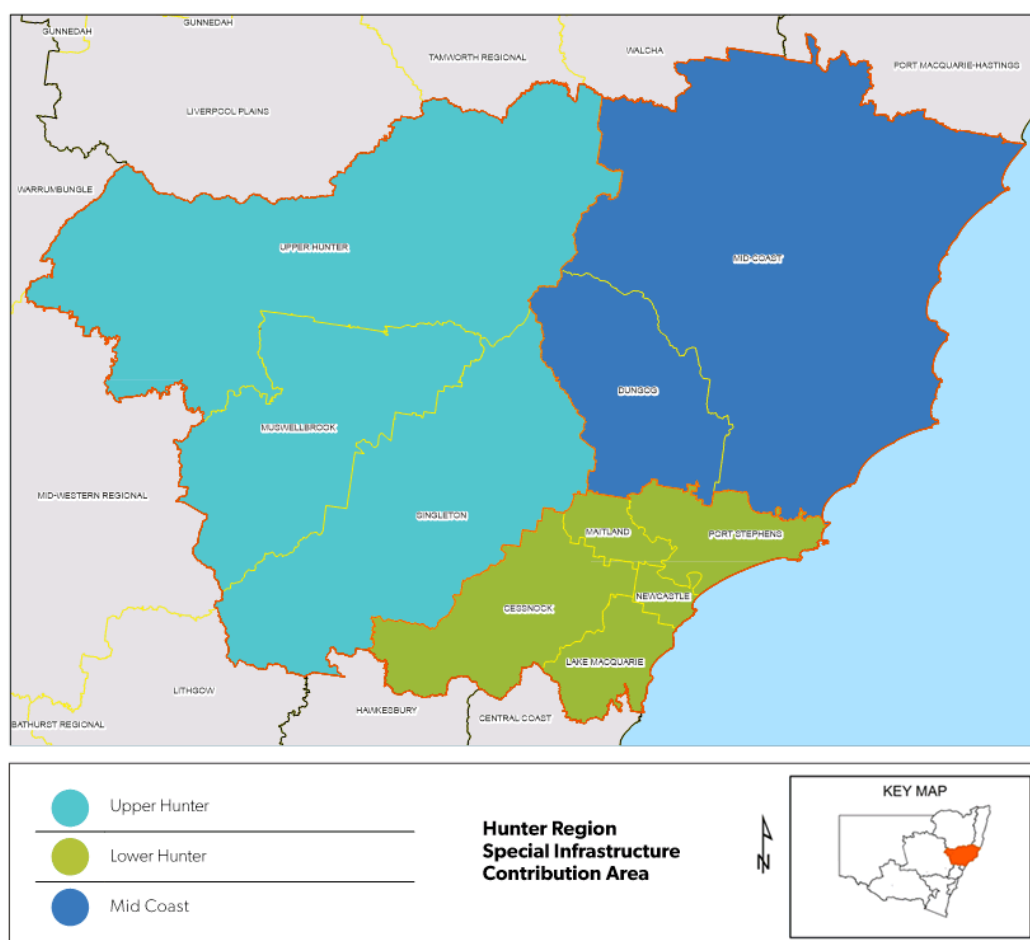 GUNNEDAH
GUNNEDAH
WALCHA
TAMWORTH REGIONAL
PORT MACQUARIE-HASTINGS
LIVERPOOL PLAINS
WARRUMBUNGLE
UPPER HUNTER
MID-COAST
DUNGOG
MUSWELLBROOK
MID-WESTERN REGIONAL
SINGLETON
MAITLAND
PORT STEPHENS
NEWCASTLE
CESSNOCK
LAKE MACQUARIE
LITHGOW
HAWKESBURY
CENTRAL COAST
BATHURST REGIONAL
Upper Hunter
Lower Hunter
Mid Coast
Hunter Region
Special Infrastructure
Contribution Area
N
KEY MAP